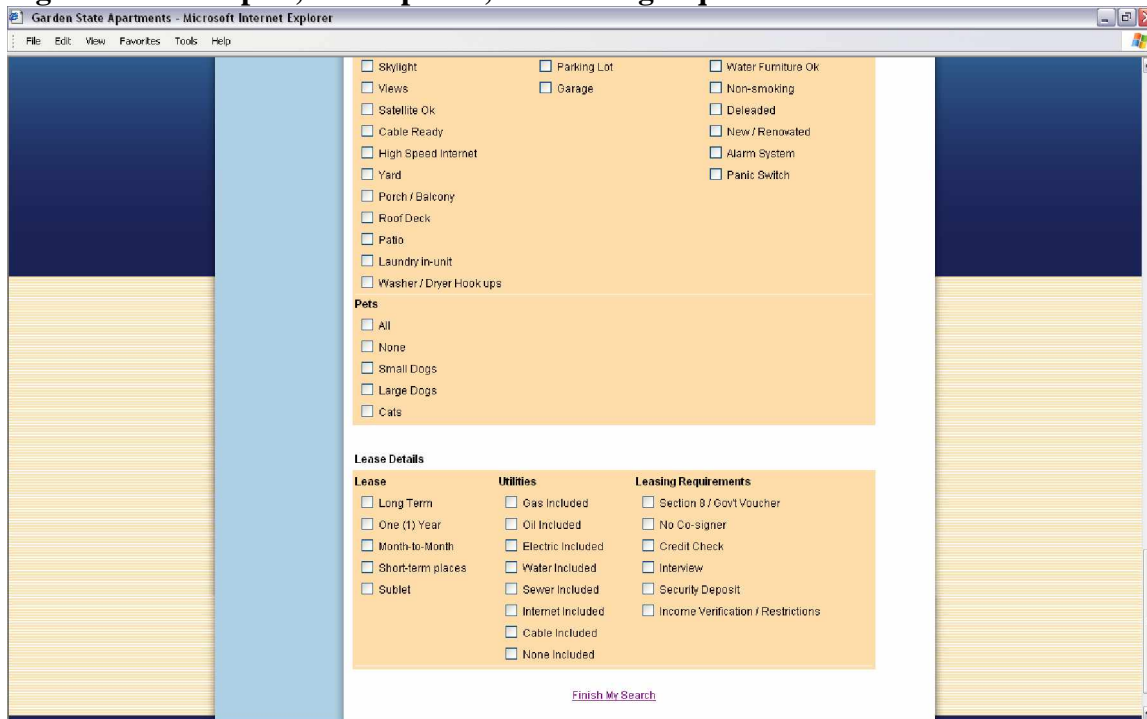 Garden State Apartments - Microsoft Internet Explorer
File Edit View Favorites Tools Help
Skylight Parking Lot Water Furniture Ok
Views Garage Non-smoking
Satellite Ok Deleaded
Cable Ready New / Renovated
High Speed Internet Alarm System
Yard Panic Switch
Porch / Balcony
Roof Deck
Patio
Laundry in-unit
Washer / Dryer Hook ups
Pets
All
None
Small Dogs
Large Dogs
Cats
Lease Details
Lease Utilities Leasing Requirements
Long Term Gas Included Section 8 / Gov't Voucher
One (1) Year Oil Included No Co-signer
Month-to-Month Electric Included Credit Check
Short-term places Water Included Interview
Sublet Sewer Included Security Deposit
Internet Included Income Verification / Restrictions
Cable Included
None Included
Finish My Search